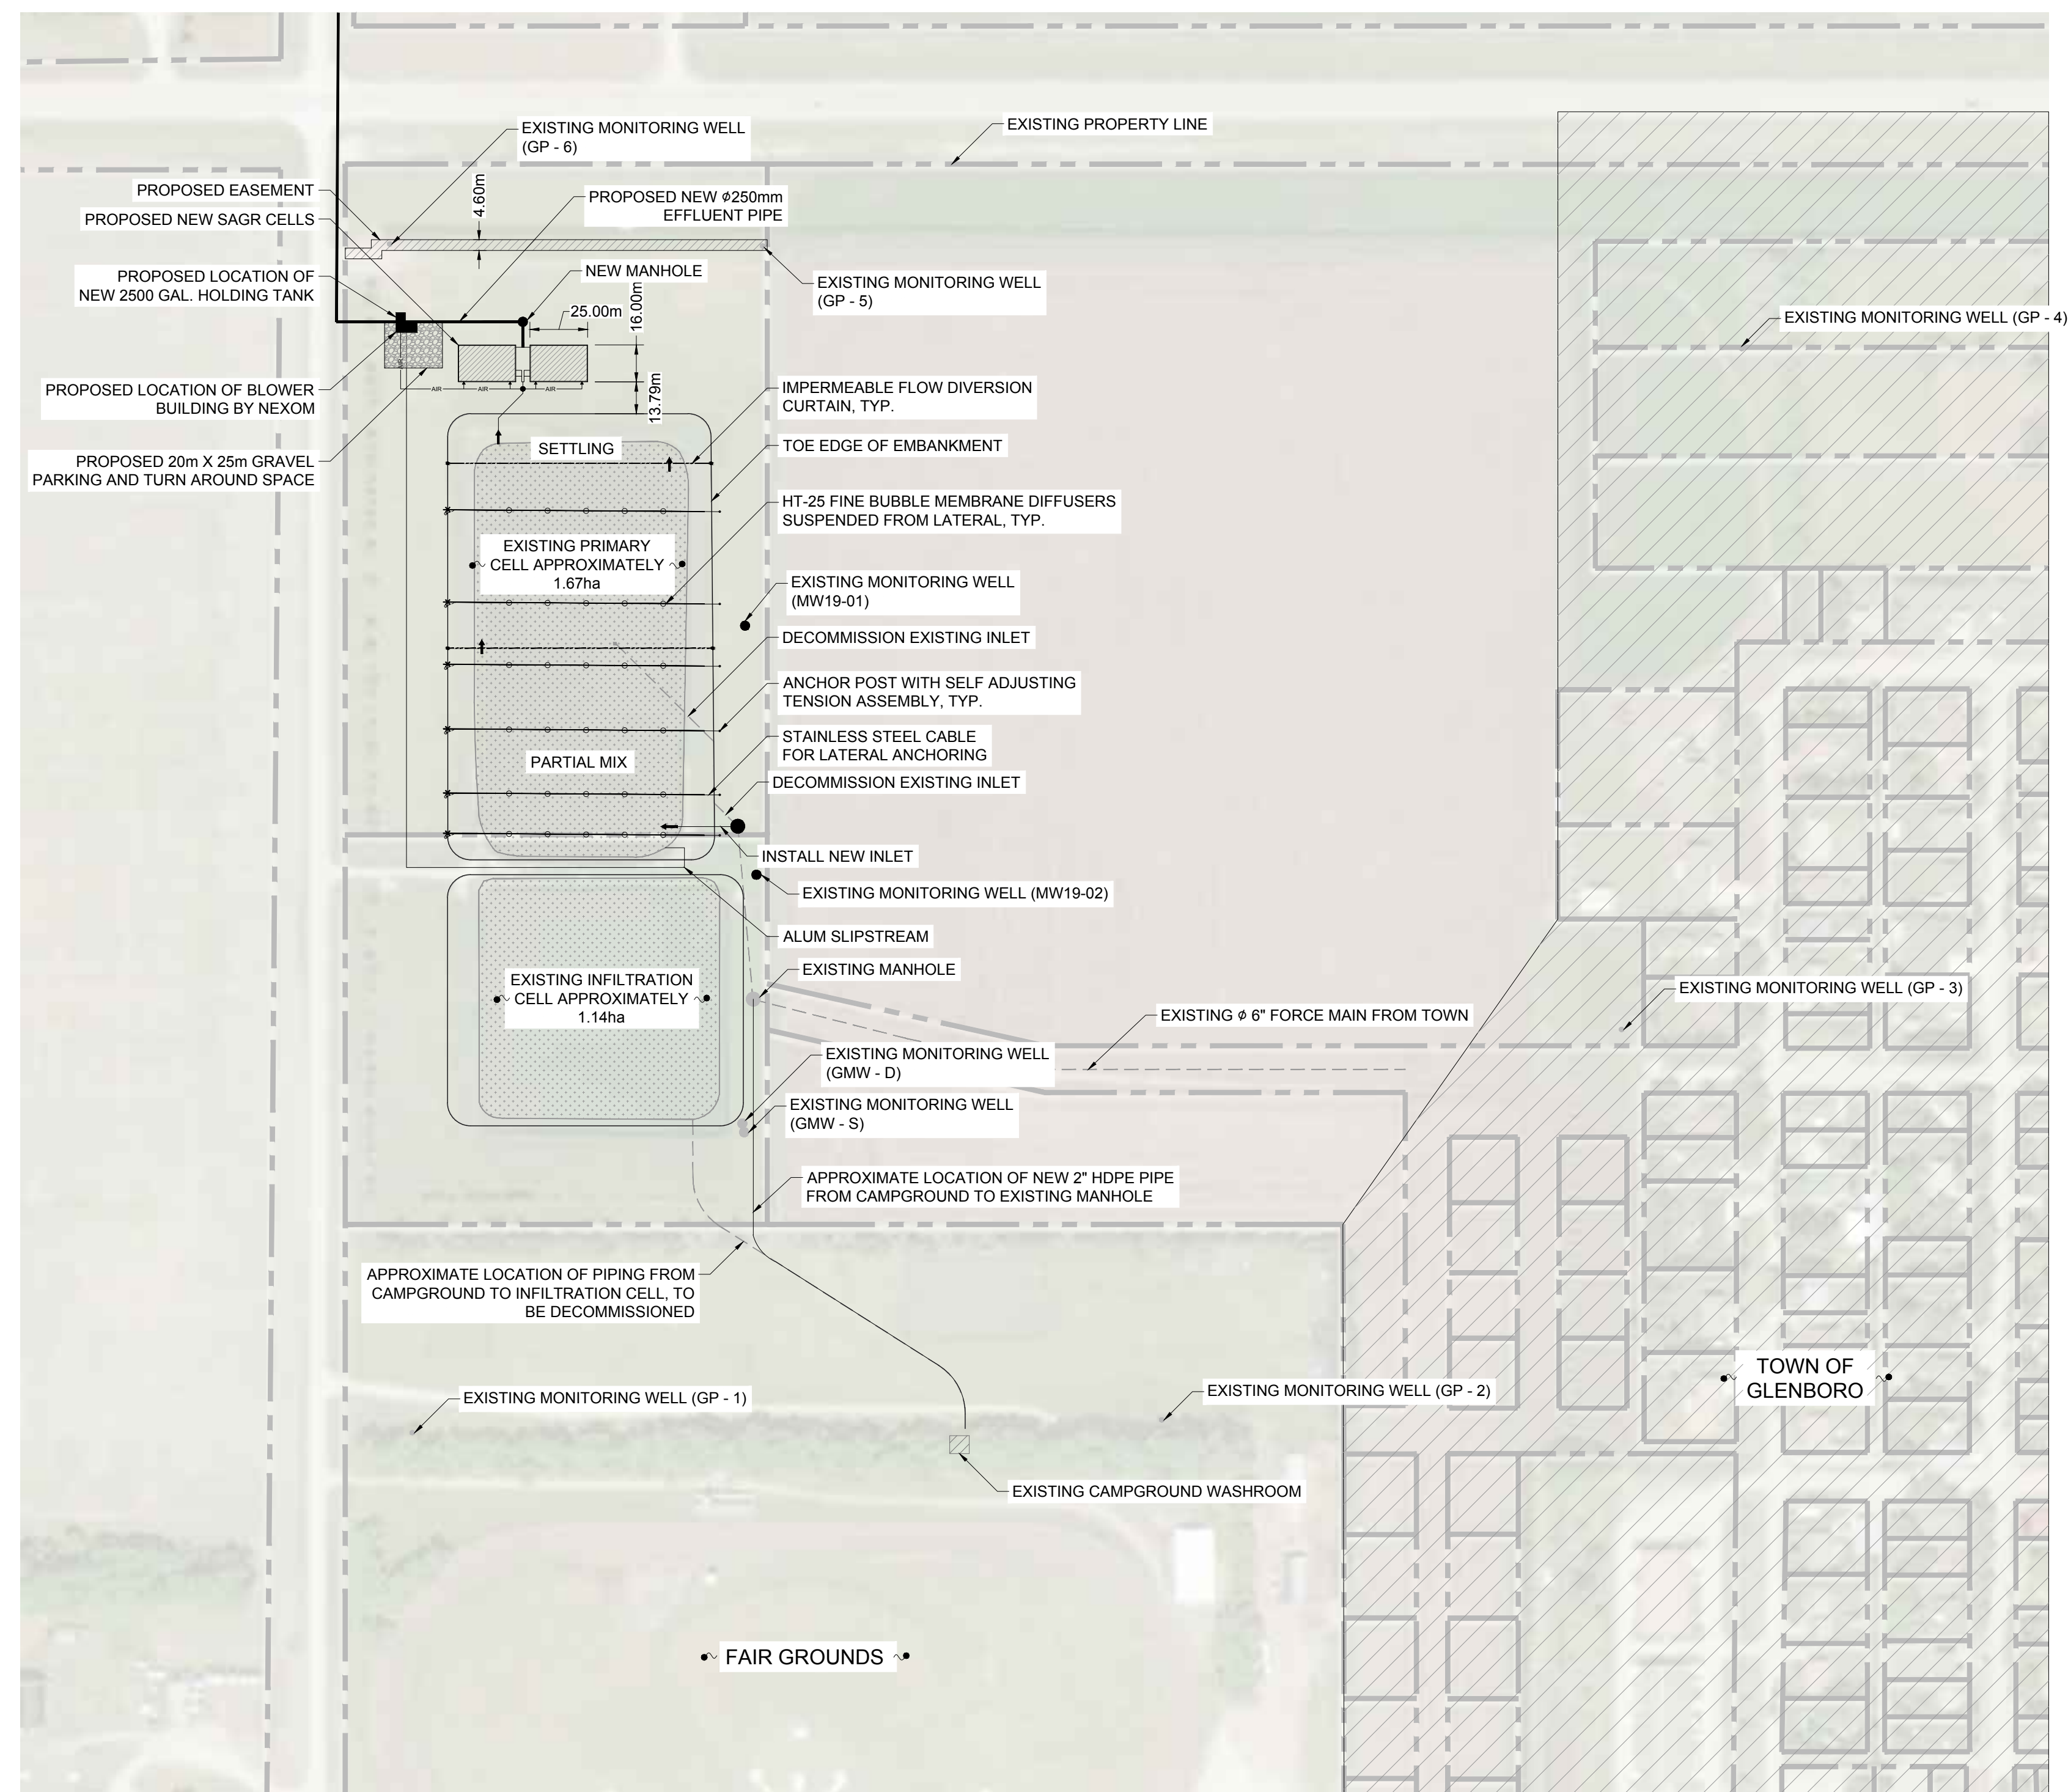 EXISTING MONITORING WELL
(GP - 6)
EXISTING PROPERTY LINE
PROPOSED EASEMENT
PROPOSED NEW SAGR CELLS
4.60m
PROPOSED NEW φ250mm
EFFLUENT PIPE
PROPOSED LOCATION OF
NEW 2500 GAL. HOLDING TANK
NEW MANHOLE
EXISTING MONITORING WELL
(GP - 5)
25.00m
16.00m
EXISTING MONITORING WELL (GP - 4)
PROPOSED LOCATION OF BLOWER
BUILDING BY NEXOM
AIR
AIR
AIR
AIR
13.79m
IMPERMEABLE FLOW DIVERSION
CURTAIN, TYP.
PROPOSED 20m X 25m GRAVEL
PARKING AND TURN AROUND SPACE
SETTLING
TOE EDGE OF EMBANKMENT
HT-25 FINE BUBBLE MEMBRANE DIFFUSERS
SUSPENDED FROM LATERAL, TYP.
EXISTING PRIMARY
CELL APPROXIMATELY
1.67ha
EXISTING MONITORING WELL
(MW19-01)
DECOMMISSION EXISTING INLET
ANCHOR POST WITH SELF ADJUSTING
TENSION ASSEMBLY, TYP.
STAINLESS STEEL CABLE
FOR LATERAL ANCHORING
PARTIAL MIX
DECOMMISSION EXISTING INLET
INSTALL NEW INLET
EXISTING MONITORING WELL (MW19-02)
ALUM SLIPSTREAM
EXISTING MANHOLE
EXISTING INFILTRATION
CELL APPROXIMATELY
1.14ha
EXISTING MONITORING WELL (GP - 3)
EXISTING φ 6" FORCE MAIN FROM TOWN
EXISTING MONITORING WELL
(GMW - D)
EXISTING MONITORING WELL
(GMW - S)
APPROXIMATE LOCATION OF NEW 2" HDPE PIPE
FROM CAMPGROUND TO EXISTING MANHOLE
APPROXIMATE LOCATION OF PIPING FROM
CAMPGROUND TO INFILTRATION CELL, TO
BE DECOMMISSIONED
TOWN OF
GLENBORO
EXISTING MONITORING WELL (GP - 1)
EXISTING MONITORING WELL (GP - 2)
EXISTING CAMPGROUND WASHROOM
FAIR GROUNDS